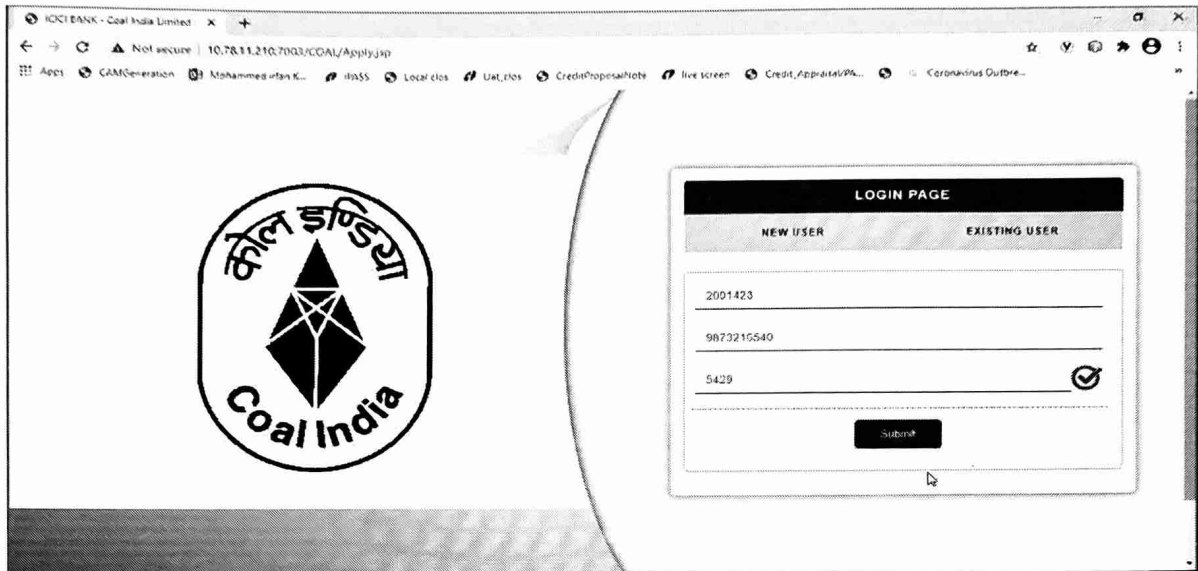 ICICI BANK - Coal India Limited
Not secure | 10.78.11.210:7003/COAL/Apply.jsp
Apps CAMGeneration Mohammed irfan K... Local clos Uat_clos CreditProposalNote live screen Credit_Appraisal/PA... Coronavirus Outbre...
कोल इण्डिया
Coal India
LOGIN PAGE
NEW USER EXISTING USER
2001423
9873216540
5429
Submit